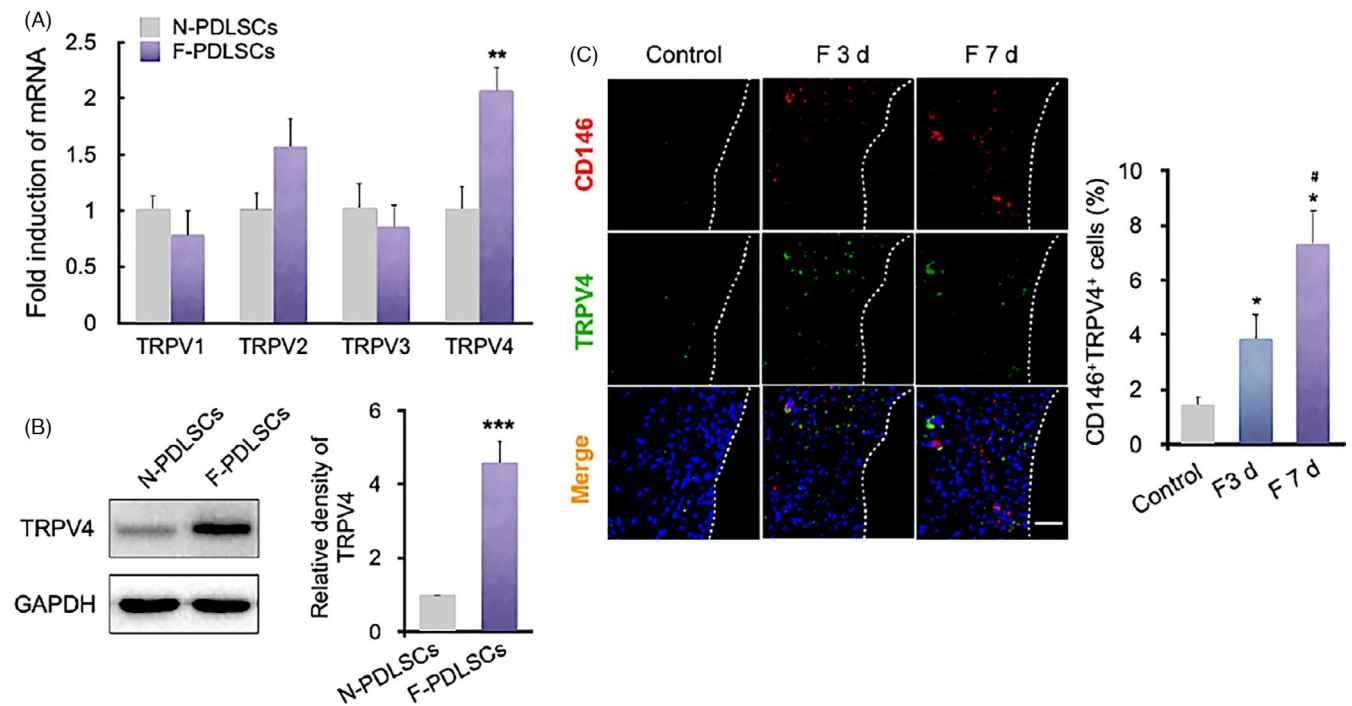 (A)
N-PDLSCs
F-PDLSCs
Fold induction of mRNA
2.5
2
1.5
1
0.5
0
**
TRPV1 TRPV2 TRPV3 TRPV4
(B)
N-PDLSCs F-PDLSCs
TRPV4
GAPDH
Relative density of
TRPV4
6
4
2
0
***
N-PDLSCs F-PDLSCs
(C)
Control F 3 d F 7 d
CD146
TRPV4
Merge
CD146⁺TRPV4⁺ cells (%)
10
8
6
4
2
0
*
#
*
Control F3 d F 7 d